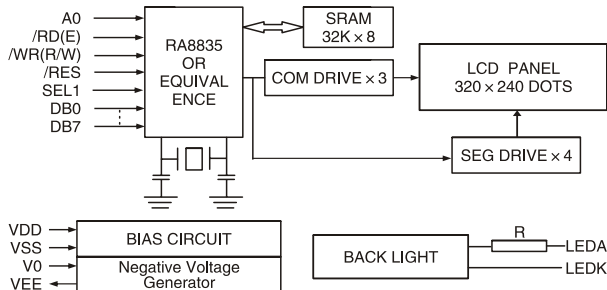 A0
/RD(E)
/WR(R/W)
/RES
SEL1
DB0
DB7
RA8835
OR
EQUIVAL
ENCE
SRAM
32K × 8
COM DRIVE × 3
LCD PANEL
320 × 240 DOTS
SEG DRIVE × 4
VDD
VSS
V0
VEE
BIAS CIRCUIT
Negative Voltage
Generator
BACK LIGHT
R
LEDA
LEDK